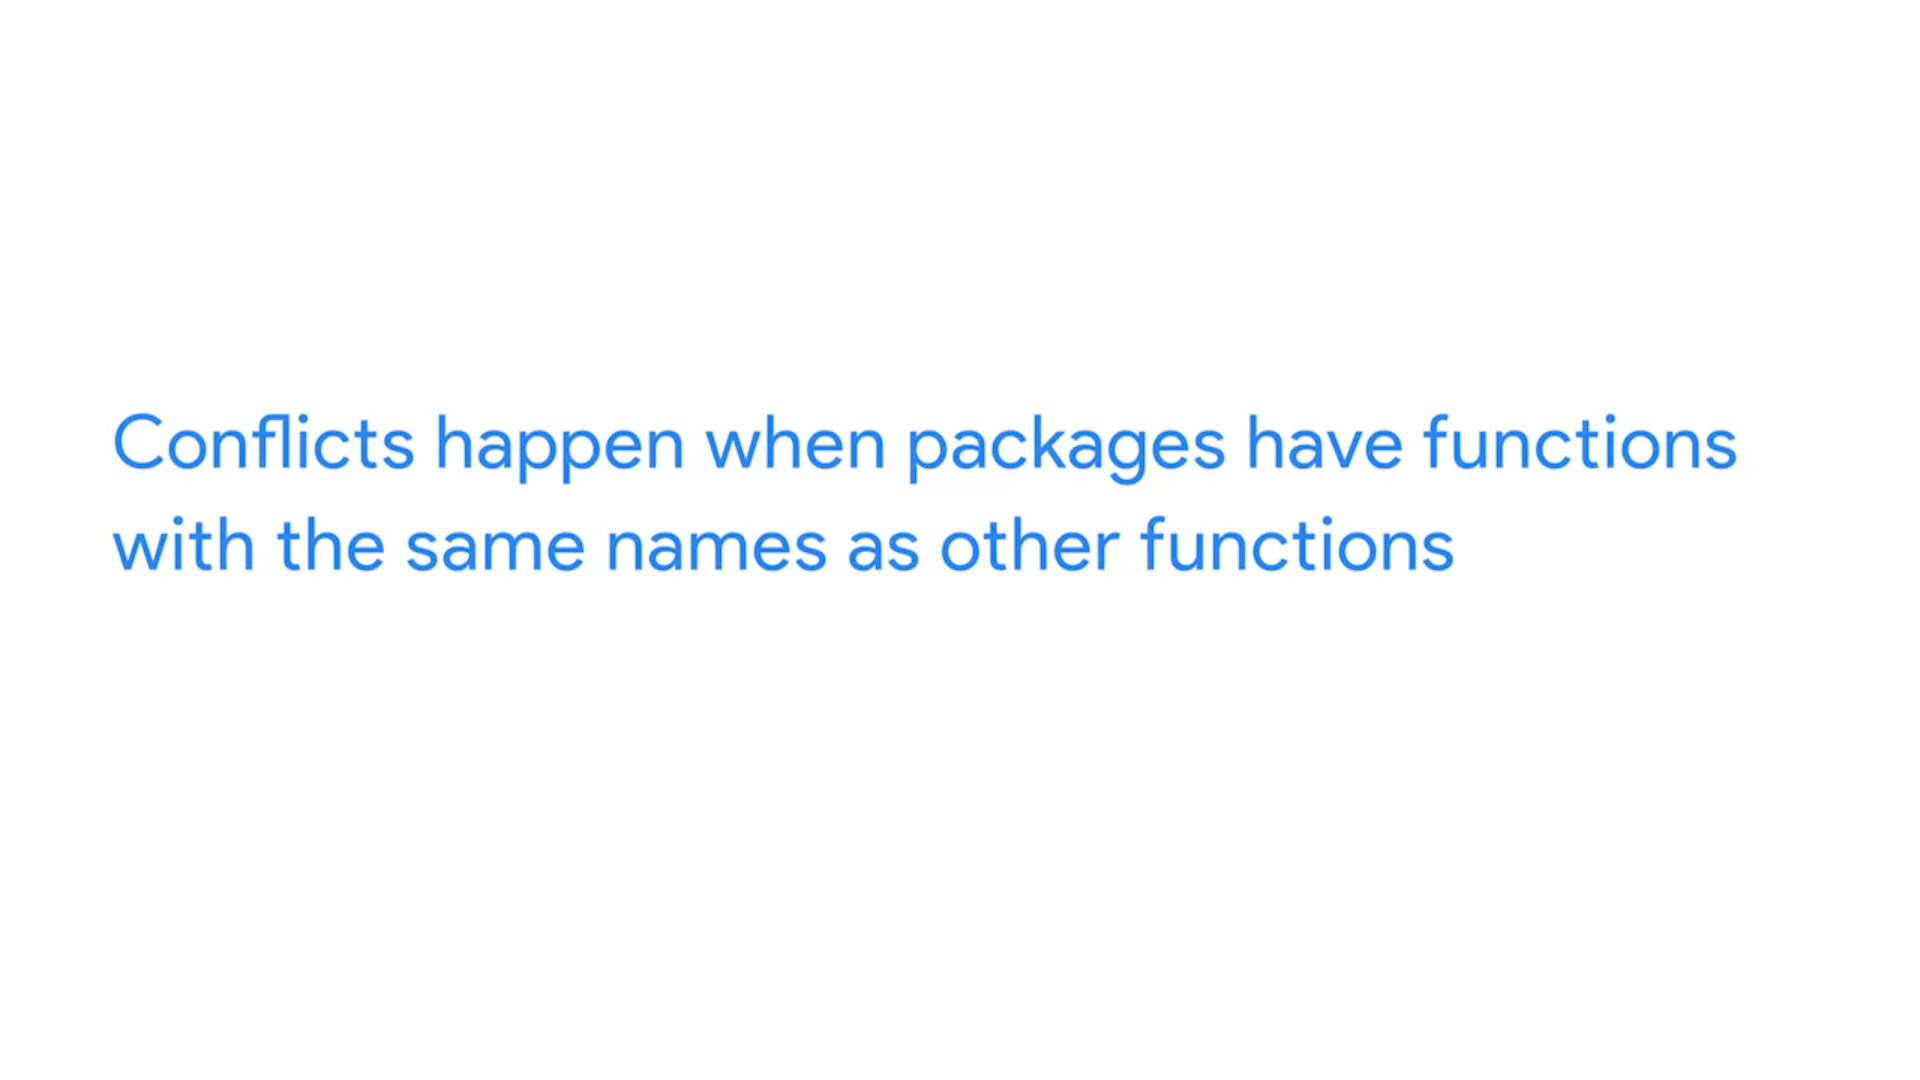 Conflicts happen when packages have functions
with the same names as other functions